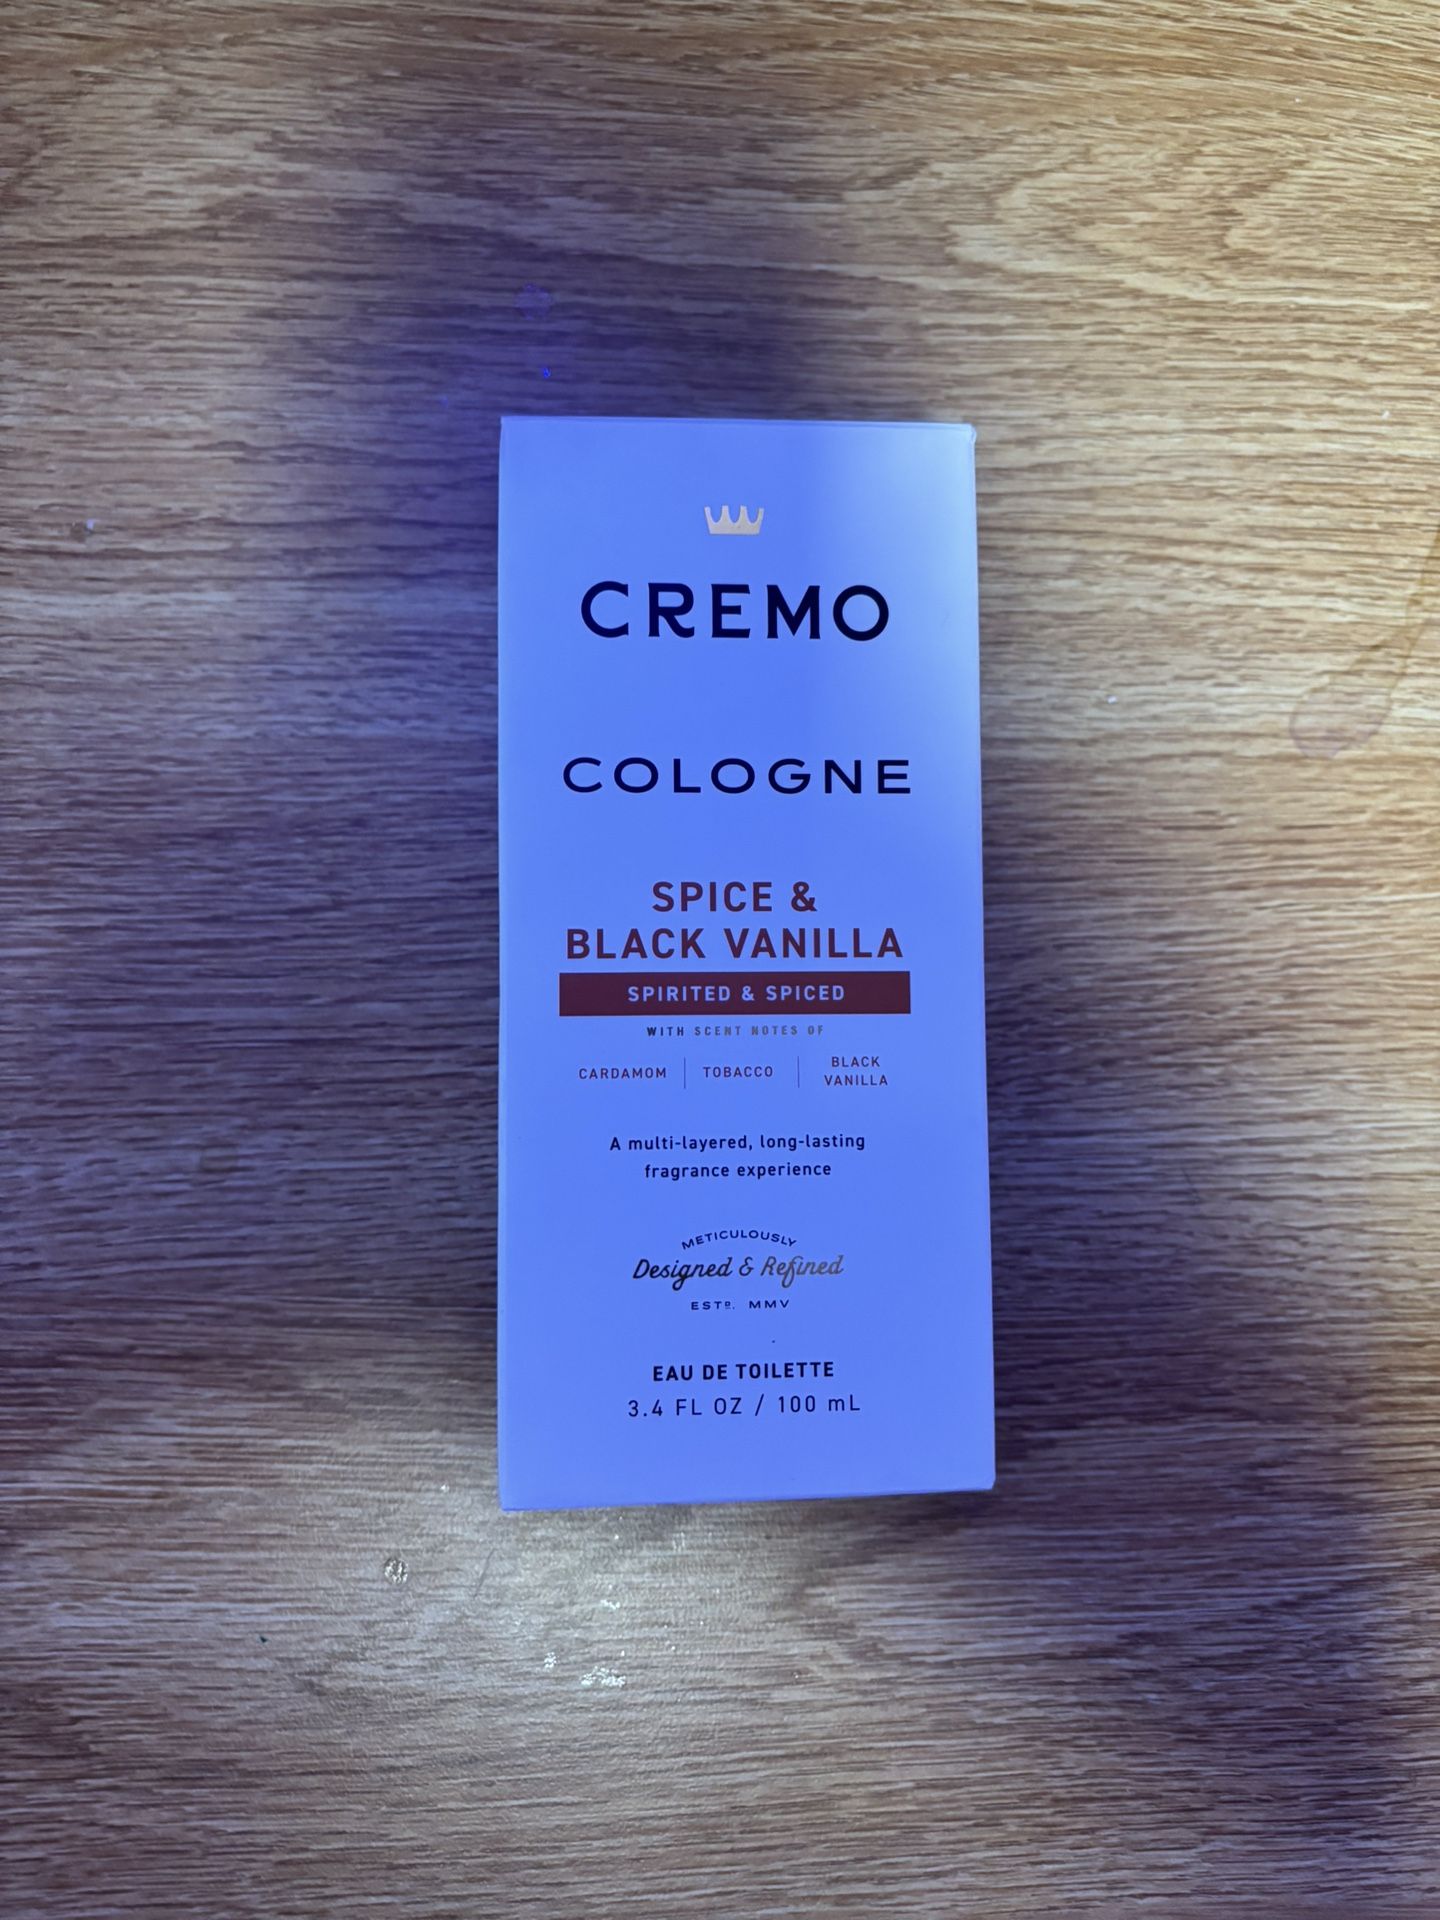 CREMO
COLOGNE
SPICE &
BLACK VANILLA
SPIRITED & SPICED
WITH SCENT NOTES OF
CARDAMOM | TOBACCO | BLACK VANILLA
A multi-layered, long-lasting
fragrance experience
METICULOUSLY
Designed & Refined
ESTD. MMV
EAU DE TOILETTE
3.4 FL OZ / 100 mL